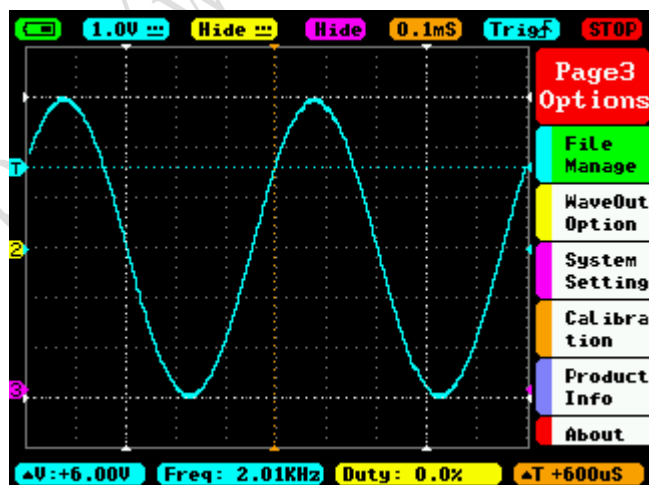 1.0V Hide Hide 0.1mS Trig STOP
Page3
Options
File
Manage
WaveOut
Option
System
Setting
Calibra
tion
Product
Info
About
T
2
3
▲V:+6.00V Freq: 2.01KHz Duty: 0.0% ▲T +600uS